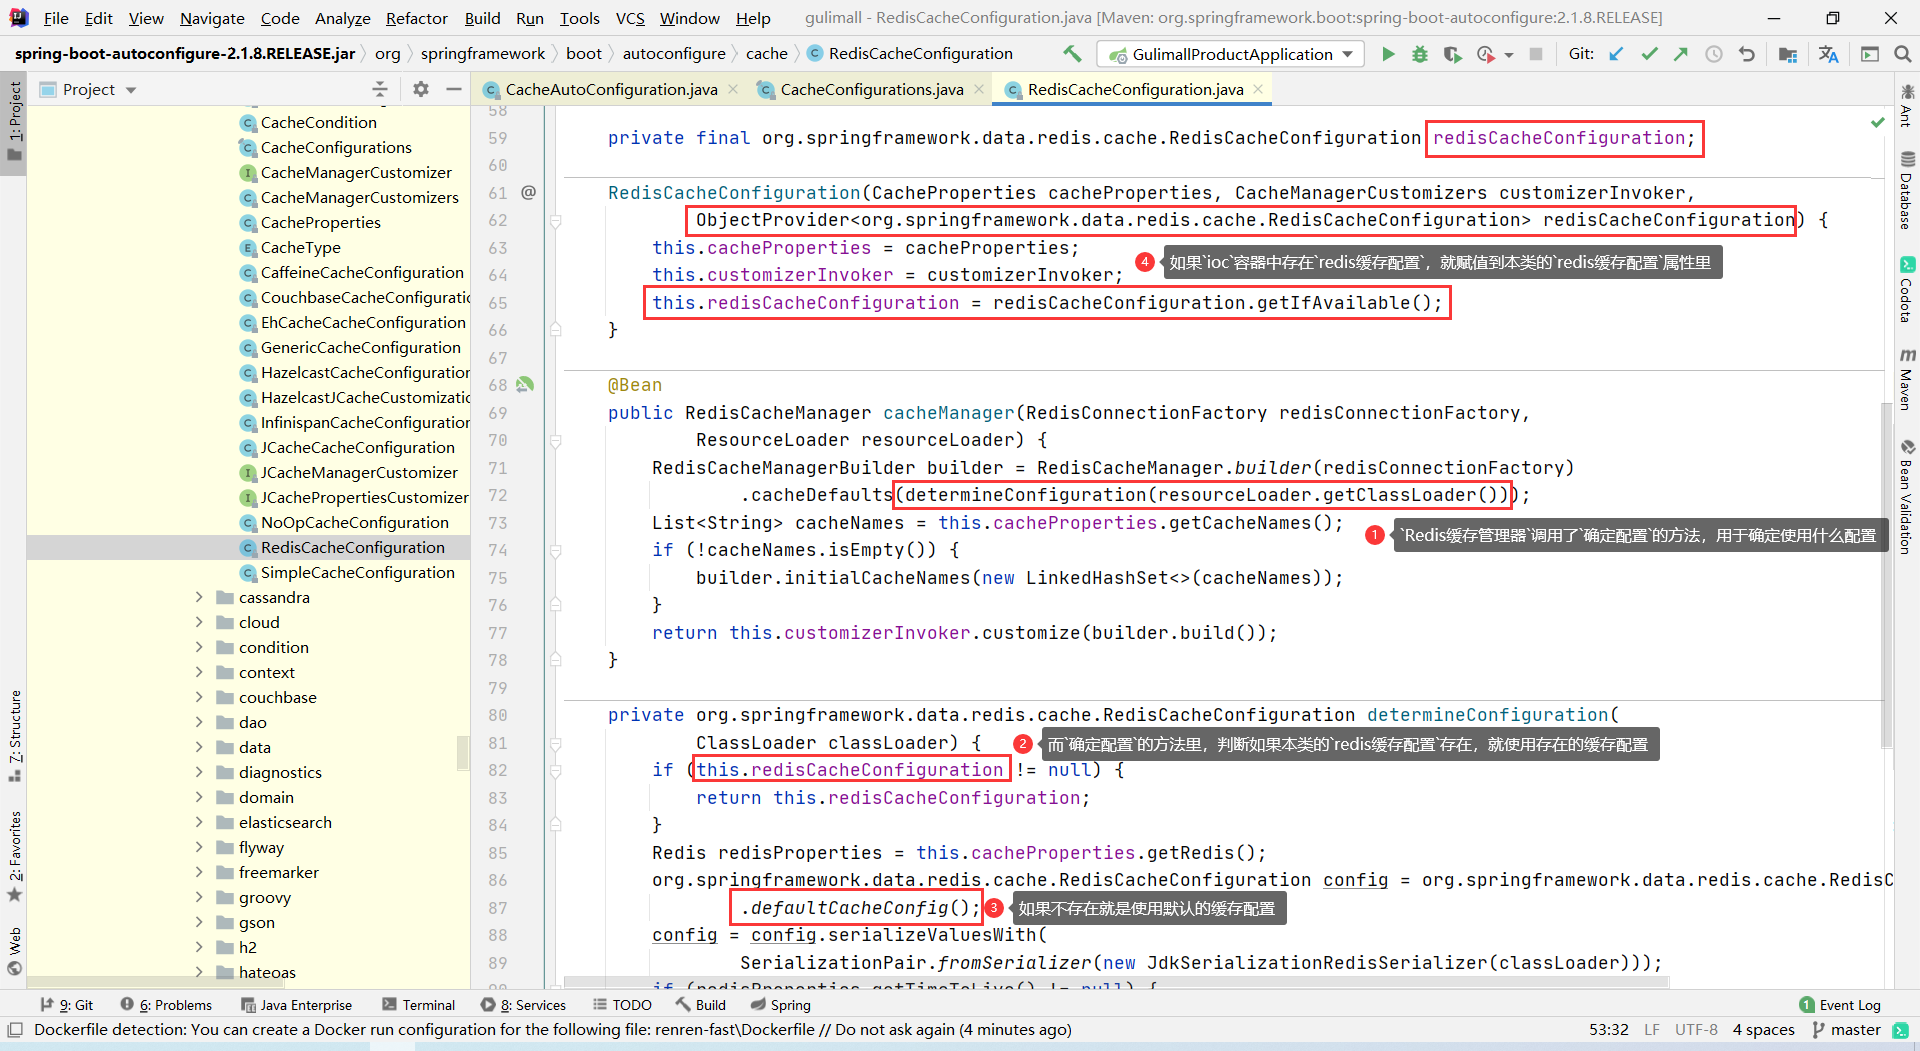 File Edit View Navigate Code Analyze Refactor Build Run Tools VCS Window Help gulimall - RedisCacheConfiguration.java [Maven: org.springframework.boot:spring-boot-autoconfigure:2.1.8.RELEASE]
spring-boot-autoconfigure-2.1.8.RELEASE.jar org springframework boot autoconfigure cache RedisCacheConfiguration GulimallProductApplication Git:
Project
CacheAutoConfiguration.java CacheConfigurations.java RedisCacheConfiguration.java
1: Project
7: Structure
2: Favorites
Web
CacheCondition
CacheConfigurations
CacheManagerCustomizer
CacheManagerCustomizers
CacheProperties
CacheType
CaffeineCacheConfiguration
CouchbaseCacheConfiguratic
EhCacheCacheConfiguration
GenericCacheConfiguration
HazelcastCacheConfiguration
HazelcastJCacheCustomizatic
InfinispanCacheConfiguration
JCacheCacheConfiguration
JCacheManagerCustomizer
JCachePropertiesCustomizer
NoOpCacheConfiguration
RedisCacheConfiguration
SimpleCacheConfiguration
cassandra
cloud
condition
context
couchbase
dao
data
diagnostics
domain
elasticsearch
flyway
freemarker
groovy
gson
h2
hateoas
58
59 private final org.springframework.data.redis.cache.RedisCacheConfiguration redisCacheConfiguration;
60
61 @ RedisCacheConfiguration(CacheProperties cacheProperties, CacheManagerCustomizers customizerInvoker,
62 ObjectProvider<org.springframework.data.redis.cache.RedisCacheConfiguration> redisCacheConfiguration) {
63 this.cacheProperties = cacheProperties;
4 如果`ioc`容器中存在`redis缓存配置`，就赋值到本类的`redis缓存配置`属性里
64 this.customizerInvoker = customizerInvoker;
65 this.redisCacheConfiguration = redisCacheConfiguration.getIfAvailable();
66 }
67
68 @Bean
69 public RedisCacheManager cacheManager(RedisConnectionFactory redisConnectionFactory,
70 ResourceLoader resourceLoader) {
71 RedisCacheManagerBuilder builder = RedisCacheManager.builder(redisConnectionFactory)
72 .cacheDefaults(determineConfiguration(resourceLoader.getClassLoader()));
73 List<String> cacheNames = this.cacheProperties.getCacheNames();
1 `Redis缓存管理器`调用了`确定配置`的方法，用于确定使用什么配置
74 if (!cacheNames.isEmpty()) {
75 builder.initialCacheNames(new LinkedHashSet<>(cacheNames));
76 }
77 return this.customizerInvoker.customize(builder.build());
78 }
79
80 private org.springframework.data.redis.cache.RedisCacheConfiguration determineConfiguration(
81 ClassLoader classLoader) {
2 而`确定配置`的方法里，判断如果本类的`redis缓存配置`存在，就使用存在的缓存配置
82 if (this.redisCacheConfiguration != null) {
83 return this.redisCacheConfiguration;
84 }
85 Redis redisProperties = this.cacheProperties.getRedis();
86 org.springframework.data.redis.cache.RedisCacheConfiguration config = org.springframework.data.redis.cache.RedisC
87 .defaultCacheConfig();
3 如果不存在就是使用默认的缓存配置
88 config = config.serializeValuesWith(
89 SerializationPair.fromSerializer(new JdkSerializationRedisSerializer(classLoader)));
90 if (redisProperties.getTimeToLive() != null) {
Ant
Database
Codota
Maven
Bean Validation
9: Git 6: Problems Java Enterprise Terminal 8: Services TODO Build Spring 1 Event Log
Dockerfile detection: You can create a Docker run configuration for the following file: renren-fast\Dockerfile // Do not ask again (4 minutes ago) 53:32 LF UTF-8 4 spaces master